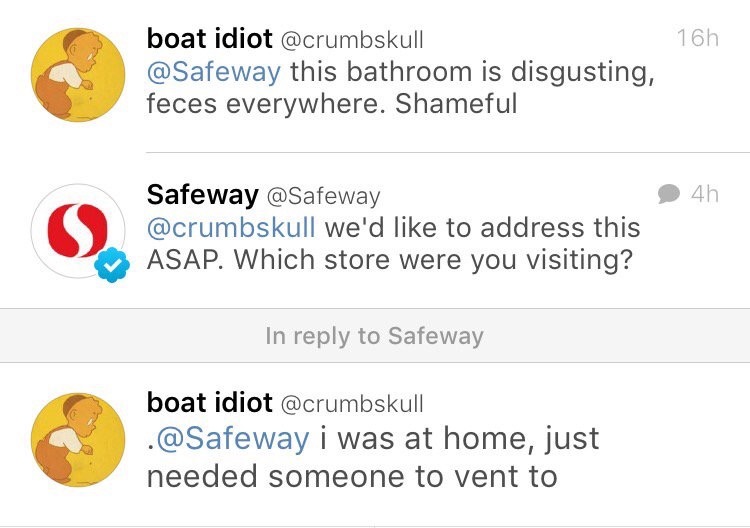 boat idiot @crumbskull 16h
@Safeway this bathroom is disgusting,
feces everywhere. Shameful
Safeway @Safeway 4h
@crumbskull we'd like to address this
ASAP. Which store were you visiting?
In reply to Safeway
boat idiot @crumbskull
.@Safeway i was at home, just
needed someone to vent to